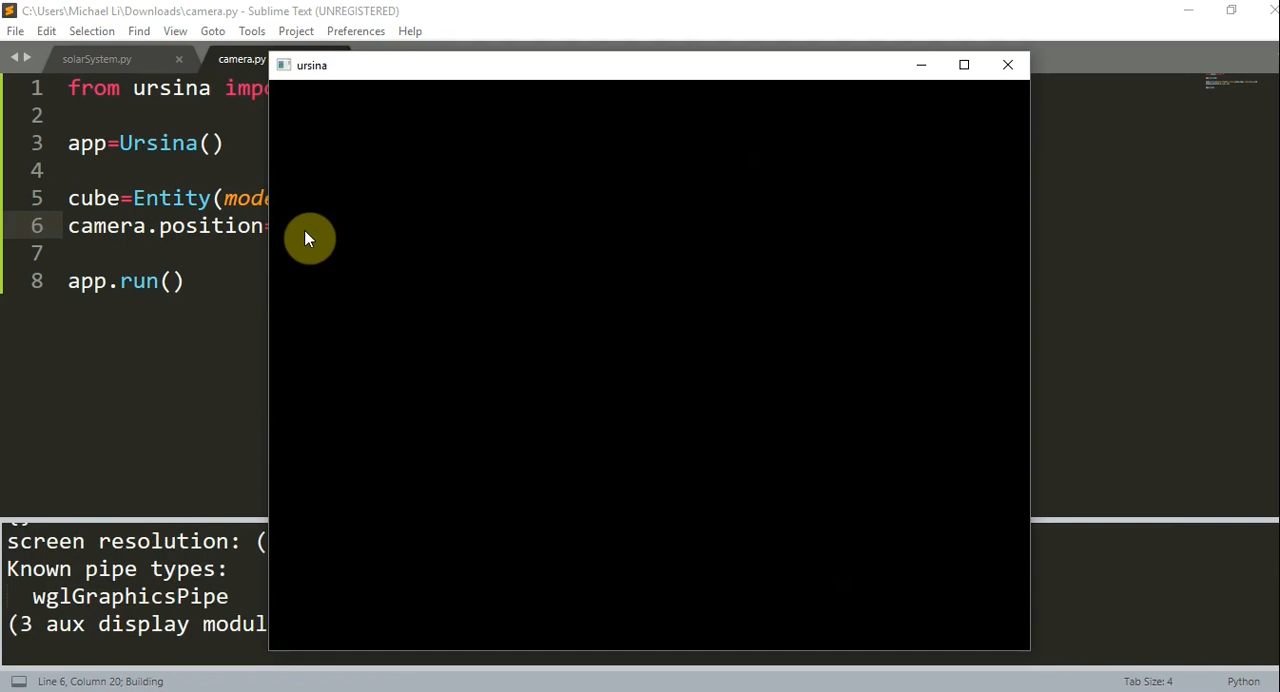 C:\Users\Michael Li\Downloads\camera.py - Sublime Text (UNREGISTERED)
File Edit Selection Find View Goto Tools Project Preferences Help
solarSystem.py camera.py
ursina
1 from ursina impo
2
3 app=Ursina()
4
5 cube=Entity(mode
6 camera.position=
7
8 app.run()
screen resolution: (
Known pipe types:
wglGraphicsPipe
(3 aux display modul
Line 6, Column 20; Building Tab Size: 4 Python